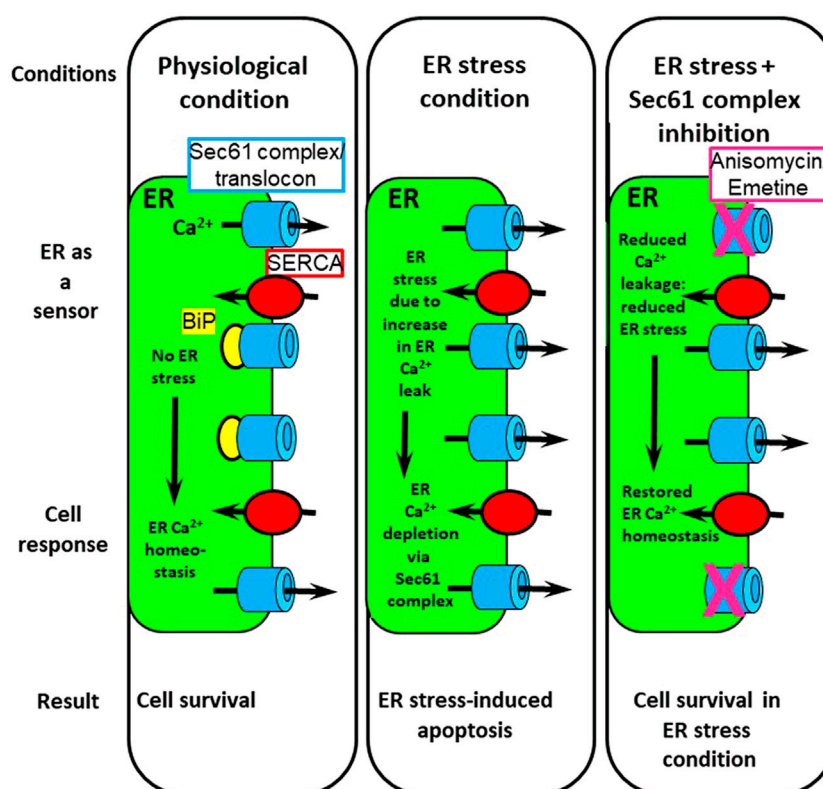 Conditions
Physiological
condition
ER stress
condition
ER stress +
Sec61 complex
inhibition
Sec61 complex/
translocon
Anisomycin/
Emetine
ER as
a
sensor
ER
Ca²⁺
SERCA
BiP
No ER
stress
ER Ca²⁺
homeo-
stasis
ER
ER
stress
due to
increase
in ER
Ca²⁺
leak
ER
Ca²⁺
depletion
via
Sec61
complex
ER
Reduced
Ca²⁺
leakage:
reduced
ER stress
Restored
ER Ca²⁺
homeostasis
Cell
response
Result
Cell survival
ER stress-induced
apoptosis
Cell survival in
ER stress
condition